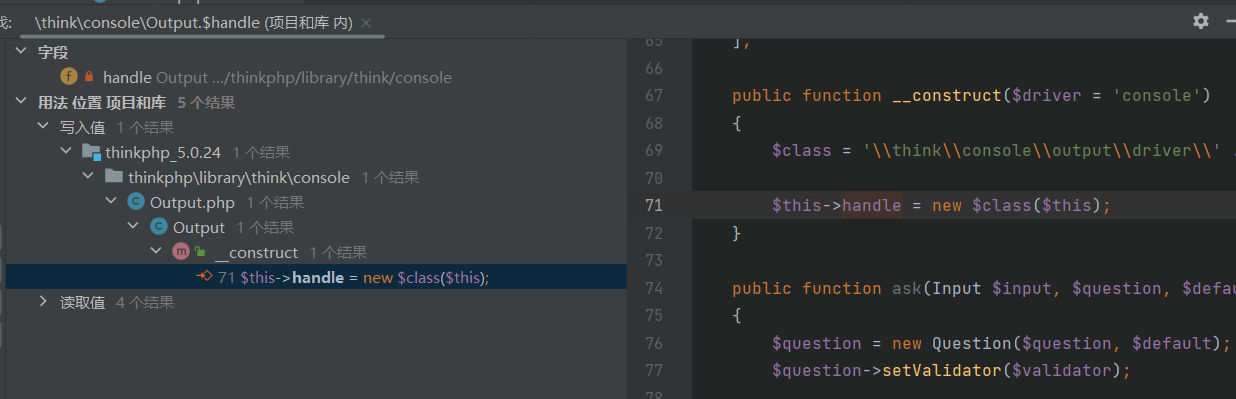 找: \think\console\Output.$handle (项目和库 内) ×
字段
f handle Output .../thinkphp/library/think/console
用法 位置 项目和库 5 个结果
写入值 1 个结果
thinkphp_5.0.24 1 个结果
thinkphp\library\think\console 1 个结果
C Output.php 1 个结果
C Output 1 个结果
m __construct 1 个结果
71 $this->handle = new $class($this);
读取值 4 个结果
65 ],
66
67 public function __construct($driver = 'console')
68 {
69 $class = '\\think\\console\\output\\driver\\' .
70
71 $this->handle = new $class($this);
72 }
73
74 public function ask(Input $input, $question, $defau
75 {
76 $question = new Question($question, $default);
77 $question->setValidator($validator);
78